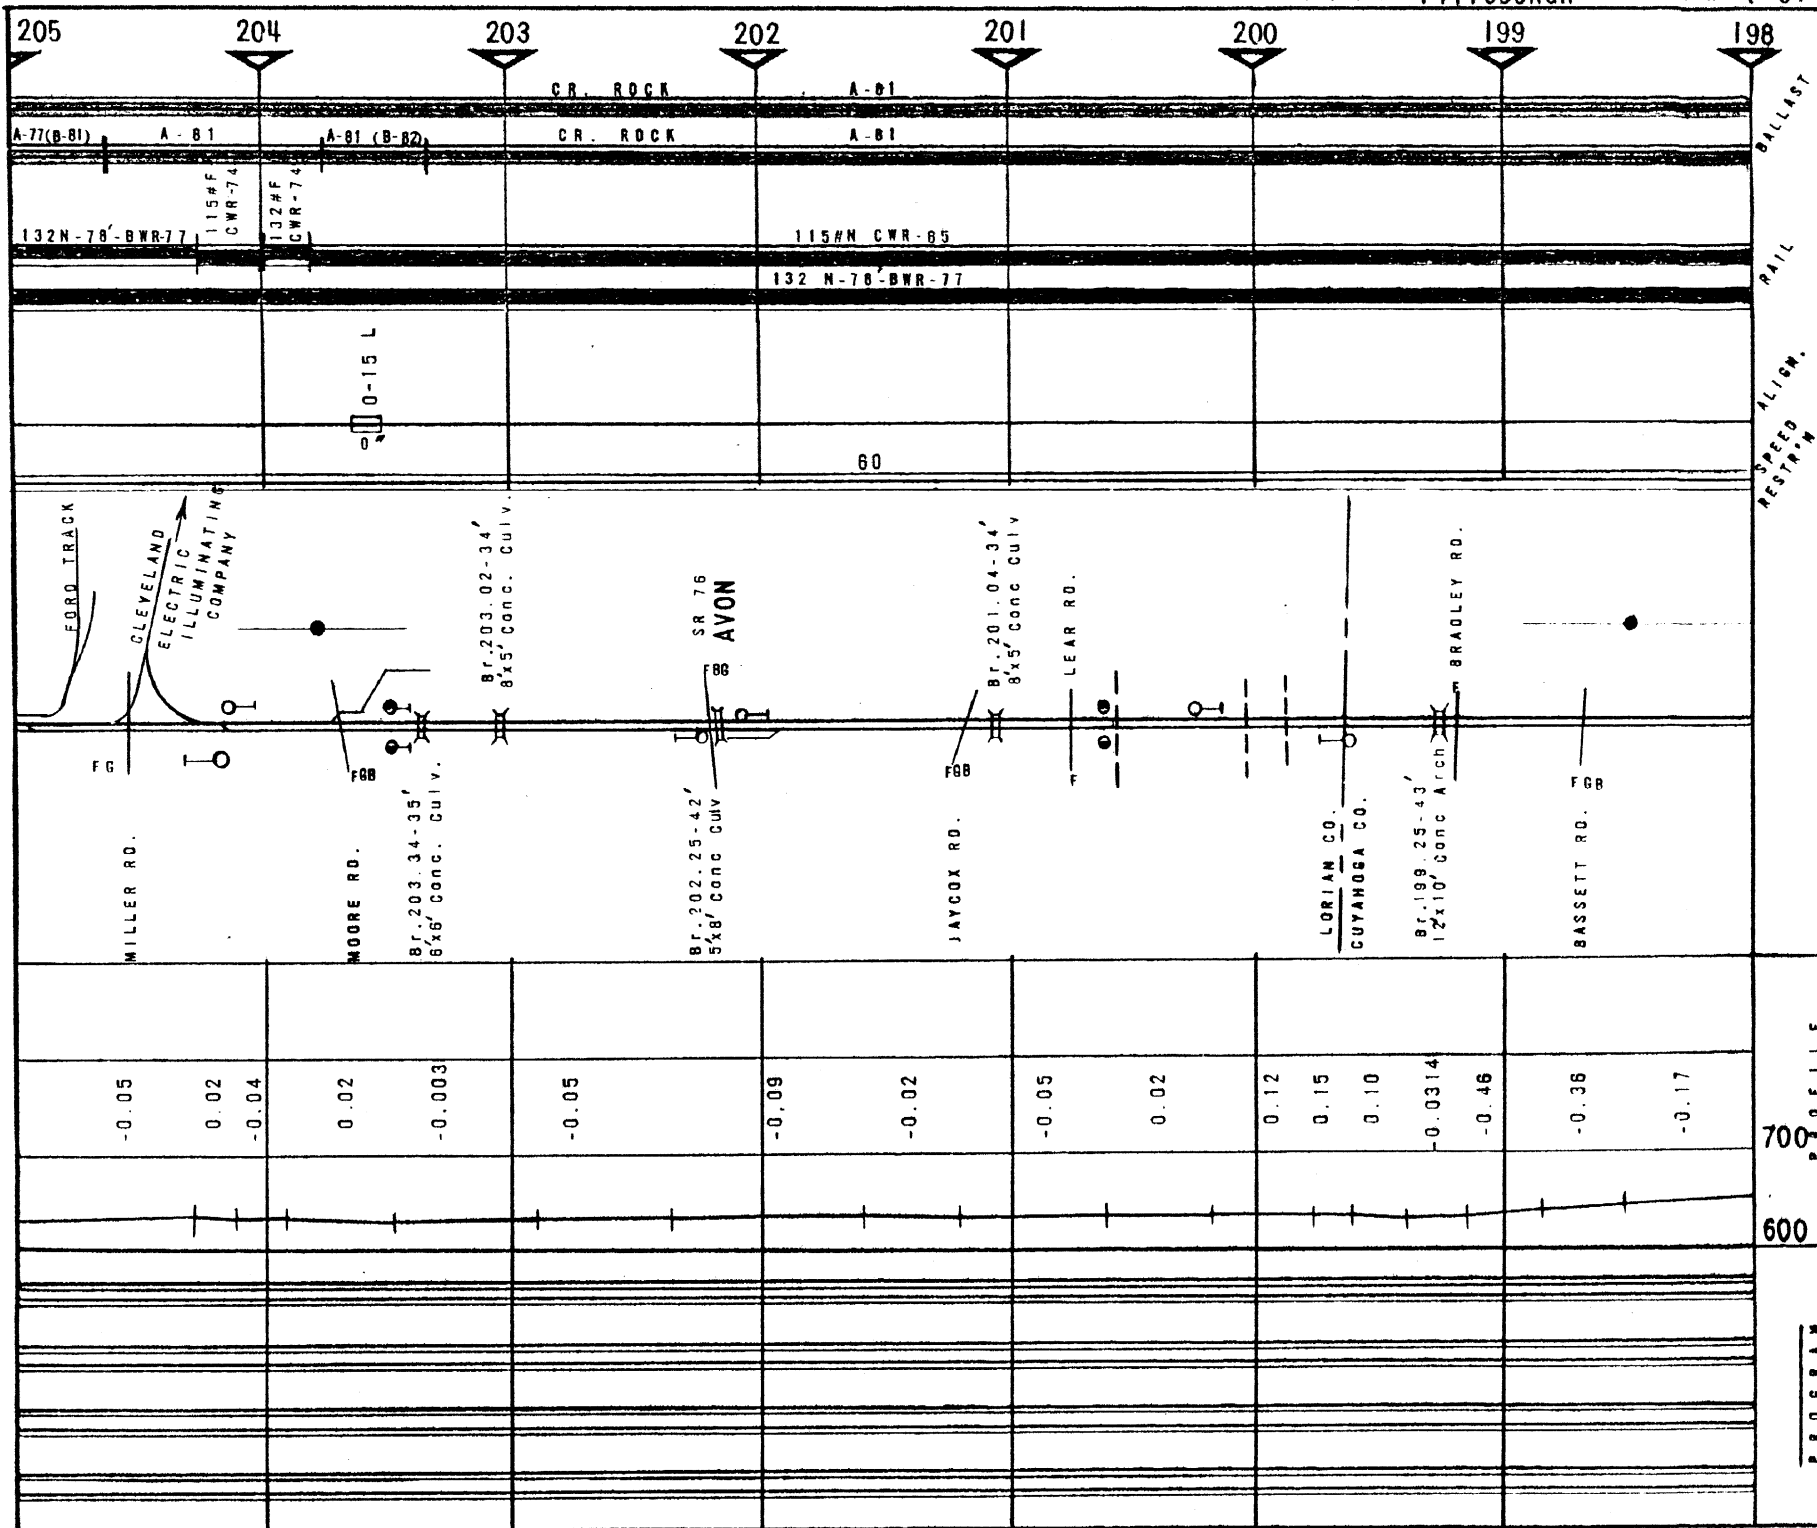 205 204 203 202 201 200 199 198
CR. ROCK A-81
BALLAST
A-77(B-81) A-81 A-81 (B-82) CR. ROCK A-81
115#F
CWR-74
132#F
CWR-74
132N-78'-BWR-77
115#N CWR-85
132 N-78'-BWR-77
RAIL
0-15 L
0"
ALIGN.
60
SPEED
RESTR'N
FORD TRACK
CLEVELAND
ELECTRIC
ILLUMINATING
COMPANY
Br.203.02-34'
8'x5' Conc. Culv.
SR 76
AVON
FBG
Br.201.04-34'
8'x5' Conc Culv
LEAR RD.
BRADLEY RD.
F
FG
FGB
FGB
F
FGB
MILLER RD.
MOORE RD.
Br.203.34-35'
6'x6' Conc. Culv.
Br.202.25-42'
5'x8' Conc Culv
JAYCOX RD.
LORIAN CO.
CUYAHOGA CO.
Br.199.25-43'
12'x10' Conc Arch
BASSETT RD.
-0.05
0.02
-0.04
0.02
-0.003
-0.05
-0.09
-0.02
-0.05
0.02
0.12
0.15
0.10
-0.0314
-0.46
-0.36
-0.17
700
600